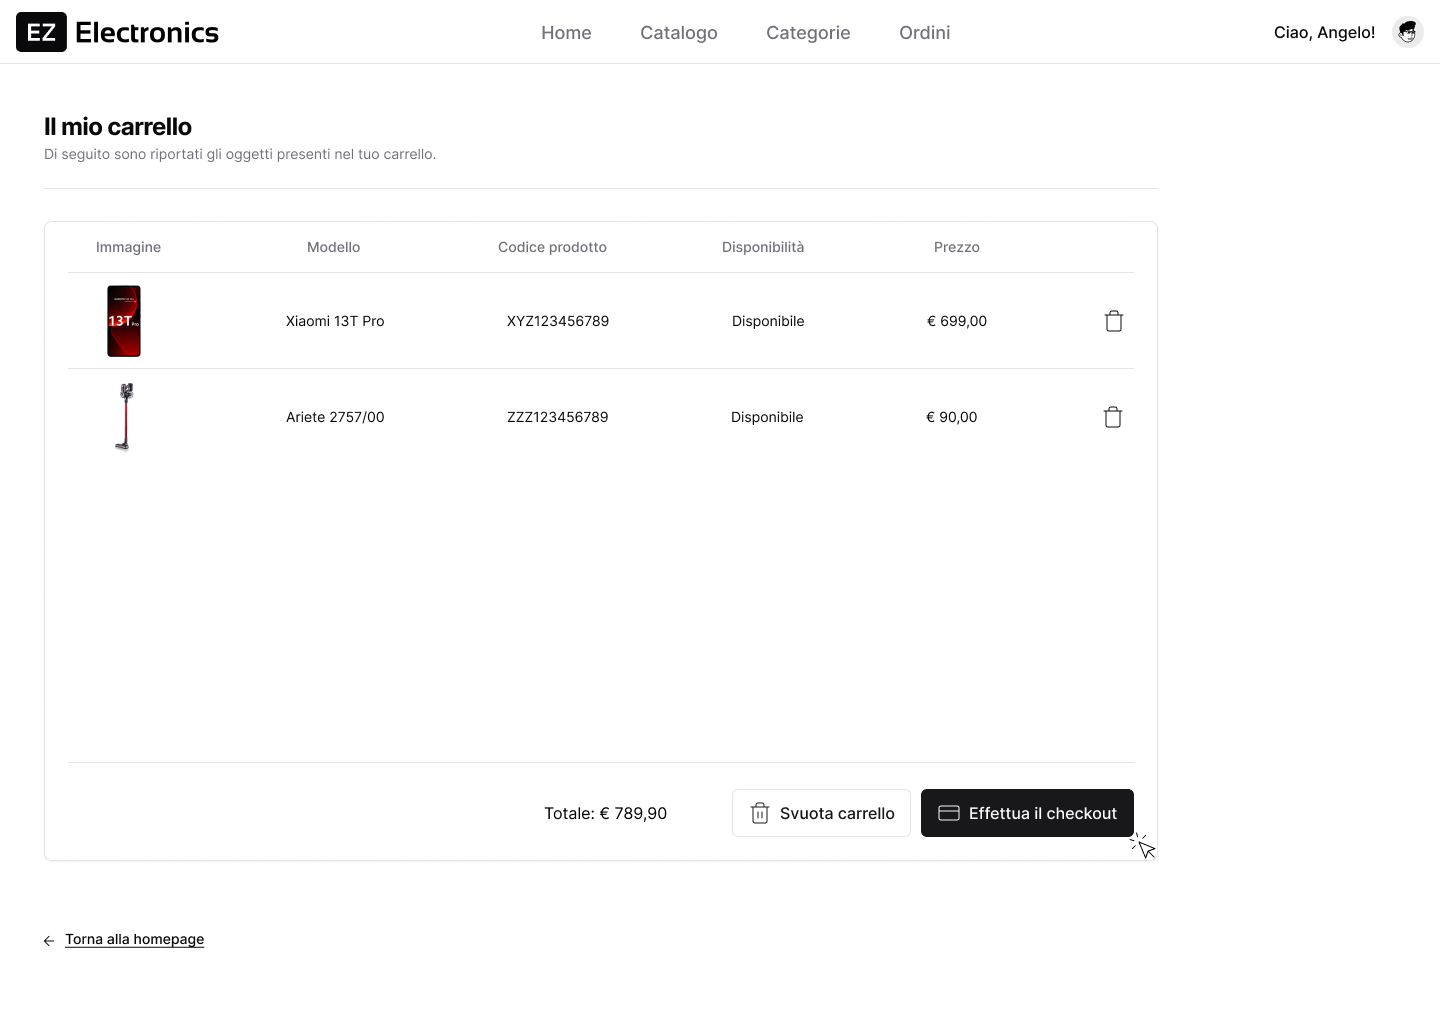 EZ Electronics
Home Catalogo Categorie Ordini
Ciao, Angelo!
Il mio carrello
Di seguito sono riportati gli oggetti presenti nel tuo carrello.
Immagine Modello Codice prodotto Disponibilità Prezzo
13T Pro
Xiaomi 13T Pro XYZ123456789 Disponibile € 699,00
Ariete 2757/00 ZZZ123456789 Disponibile € 90,00
Totale: € 789,90 Svuota carrello Effettua il checkout
Torna alla homepage